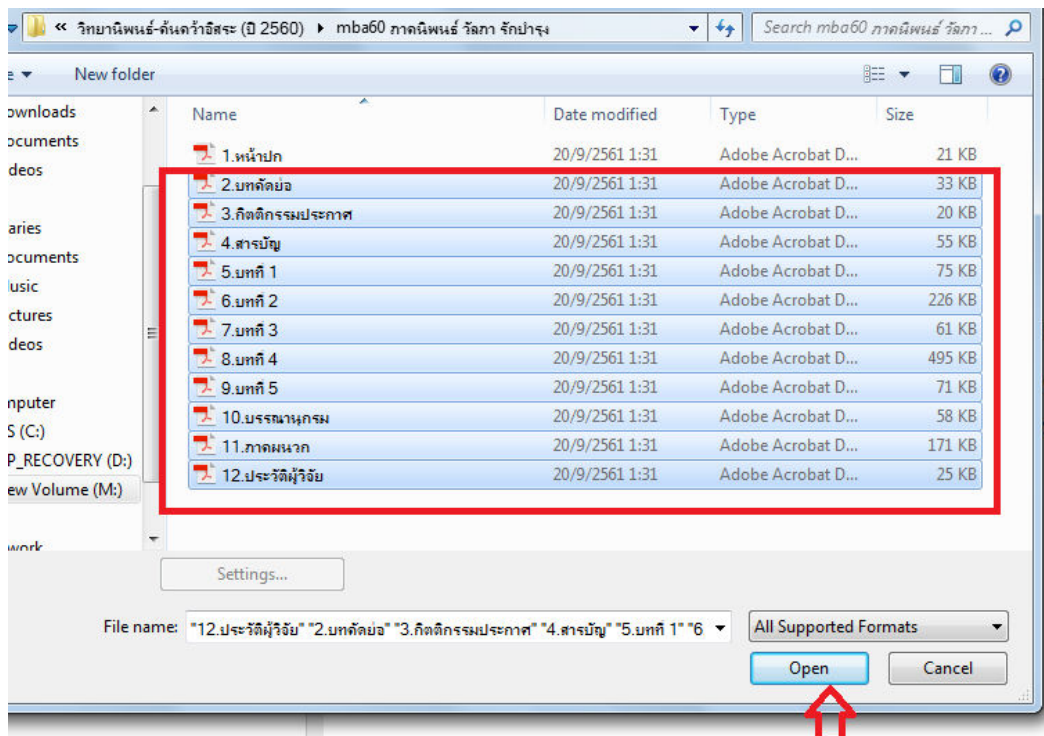 « วิทยานิพนธ์-ค้นคว้าอิสระ (ปี 2560) ▸ mba60 ภาคนิพนธ์ วัลภา รักบำรุง
Search mba60 ภาคนิพนธ์ วัลภา ...
New folder
Name Date modified Type Size
1.หน้าปก 20/9/2561 1:31 Adobe Acrobat D... 21 KB
2.บทคัดย่อ 20/9/2561 1:31 Adobe Acrobat D... 33 KB
3.กิตติกรรมประกาศ 20/9/2561 1:31 Adobe Acrobat D... 20 KB
4.สารบัญ 20/9/2561 1:31 Adobe Acrobat D... 55 KB
5.บทที่ 1 20/9/2561 1:31 Adobe Acrobat D... 75 KB
6.บทที่ 2 20/9/2561 1:31 Adobe Acrobat D... 226 KB
7.บทที่ 3 20/9/2561 1:31 Adobe Acrobat D... 61 KB
8.บทที่ 4 20/9/2561 1:31 Adobe Acrobat D... 495 KB
9.บทที่ 5 20/9/2561 1:31 Adobe Acrobat D... 71 KB
10.บรรณานุกรม 20/9/2561 1:31 Adobe Acrobat D... 58 KB
11.ภาคผนวก 20/9/2561 1:31 Adobe Acrobat D... 171 KB
12.ประวัติผู้วิจัย 20/9/2561 1:31 Adobe Acrobat D... 25 KB
ownloads
ocuments
deos
aries
ocuments
lusic
ctures
deos
mputer
S (C:)
P_RECOVERY (D:)
ew Volume (M:)
work
Settings...
File name: "12.ประวัติผู้วิจัย" "2.บทคัดย่อ" "3.กิตติกรรมประกาศ" "4.สารบัญ" "5.บทที่ 1" "6
All Supported Formats
Open Cancel